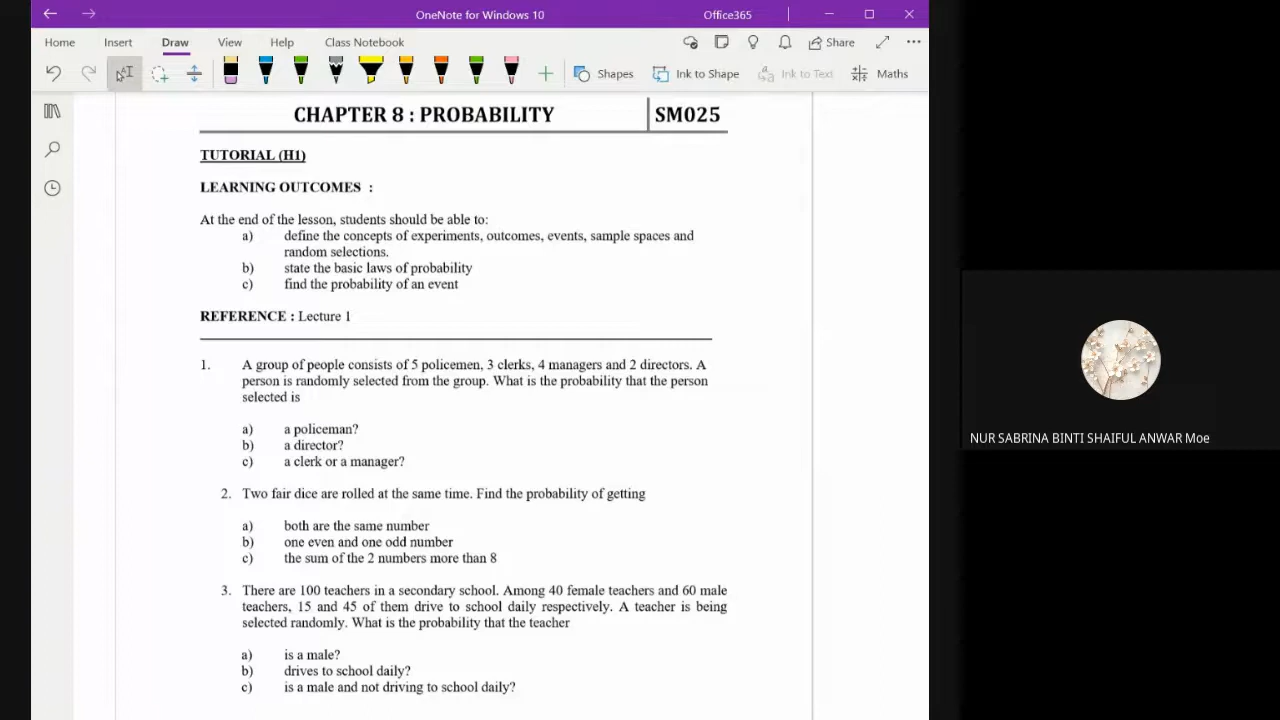 OneNote for Windows 10
Office365
Home Insert Draw View Help Class Notebook Share
Shapes Ink to Shape Ink to Text Maths
CHAPTER 8 : PROBABILITY SM025
TUTORIAL (H1)
LEARNING OUTCOMES :
At the end of the lesson, students should be able to:
a) define the concepts of experiments, outcomes, events, sample spaces and
random selections.
b) state the basic laws of probability
c) find the probability of an event
REFERENCE : Lecture 1
1. A group of people consists of 5 policemen, 3 clerks, 4 managers and 2 directors. A
person is randomly selected from the group. What is the probability that the person
selected is
a) a policeman?
b) a director?
c) a clerk or a manager?
2. Two fair dice are rolled at the same time. Find the probability of getting
a) both are the same number
b) one even and one odd number
c) the sum of the 2 numbers more than 8
3. There are 100 teachers in a secondary school. Among 40 female teachers and 60 male
teachers, 15 and 45 of them drive to school daily respectively. A teacher is being
selected randomly. What is the probability that the teacher
a) is a male?
b) drives to school daily?
c) is a male and not driving to school daily?
NUR SABRINA BINTI SHAIFUL ANWAR Moe